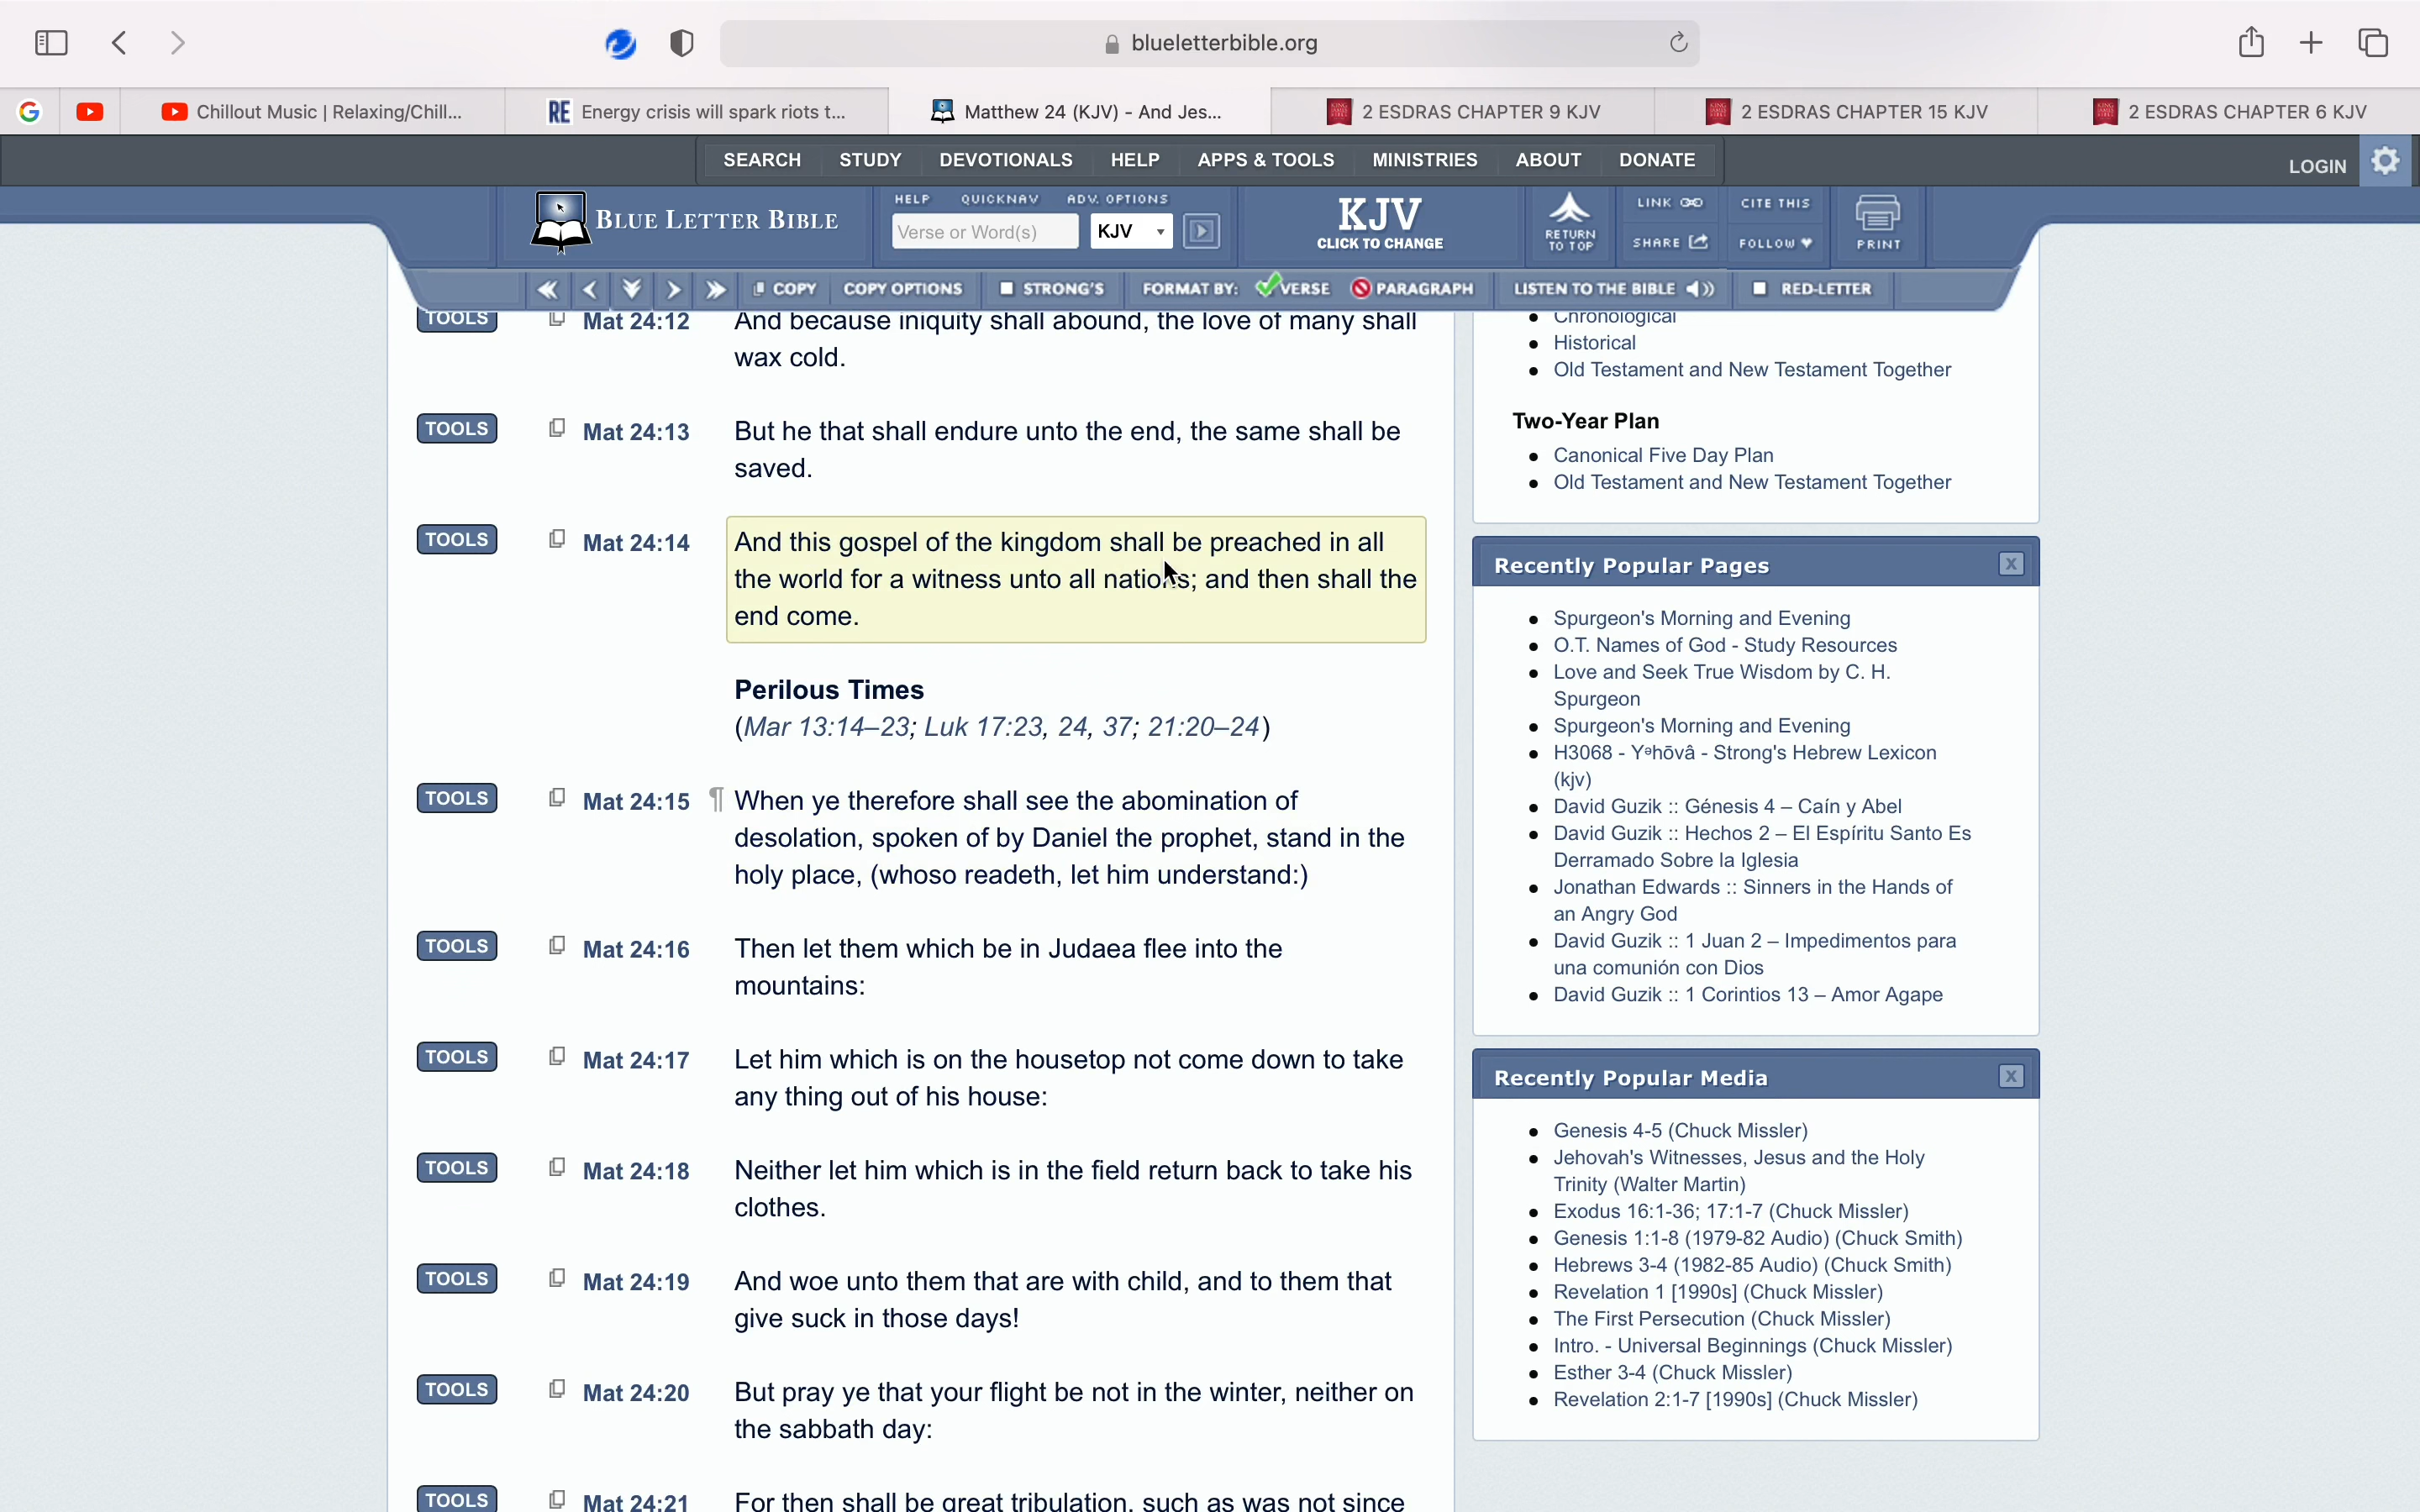 blueletterbible.org
Chillout Music | Relaxing/Chill...
RE Energy crisis will spark riots t...
Matthew 24 (KJV) - And Jes...
2 ESDRAS CHAPTER 9 KJV
2 ESDRAS CHAPTER 15 KJV
2 ESDRAS CHAPTER 6 KJV
SEARCH STUDY DEVOTIONALS HELP APPS & TOOLS MINISTRIES ABOUT DONATE
LOGIN
BLUE LETTER BIBLE
HELP QUICKNAV ADV. OPTIONS
Verse or Word(s) KJV
KJV
CLICK TO CHANGE
RETURN
TO TOP
LINK
SHARE
CITE THIS
FOLLOW
PRINT
COPY COPY OPTIONS STRONG'S FORMAT BY: VERSE PARAGRAPH LISTEN TO THE BIBLE RED-LETTER
TOOLS Mat 24:12 And because iniquity shall abound, the love of many shall
wax cold.
TOOLS Mat 24:13 But he that shall endure unto the end, the same shall be
saved.
TOOLS Mat 24:14 And this gospel of the kingdom shall be preached in all
the world for a witness unto all nations; and then shall the
end come.
Perilous Times
(Mar 13:14–23; Luk 17:23, 24, 37; 21:20–24)
TOOLS Mat 24:15 ¶ When ye therefore shall see the abomination of
desolation, spoken of by Daniel the prophet, stand in the
holy place, (whoso readeth, let him understand:)
TOOLS Mat 24:16 Then let them which be in Judaea flee into the
mountains:
TOOLS Mat 24:17 Let him which is on the housetop not come down to take
any thing out of his house:
TOOLS Mat 24:18 Neither let him which is in the field return back to take his
clothes.
TOOLS Mat 24:19 And woe unto them that are with child, and to them that
give suck in those days!
TOOLS Mat 24:20 But pray ye that your flight be not in the winter, neither on
the sabbath day:
TOOLS Mat 24:21 For then shall be great tribulation, such as was not since
Chronological
Historical
Old Testament and New Testament Together
Two-Year Plan
Canonical Five Day Plan
Old Testament and New Testament Together
Recently Popular Pages X
Spurgeon's Morning and Evening
O.T. Names of God - Study Resources
Love and Seek True Wisdom by C. H.
Spurgeon
Spurgeon's Morning and Evening
H3068 - Yᵊhōvâ - Strong's Hebrew Lexicon
(kjv)
David Guzik :: Génesis 4 – Caín y Abel
David Guzik :: Hechos 2 – El Espíritu Santo Es
Derramado Sobre la Iglesia
Jonathan Edwards :: Sinners in the Hands of
an Angry God
David Guzik :: 1 Juan 2 – Impedimentos para
una comunión con Dios
David Guzik :: 1 Corintios 13 – Amor Agape
Recently Popular Media X
Genesis 4-5 (Chuck Missler)
Jehovah's Witnesses, Jesus and the Holy
Trinity (Walter Martin)
Exodus 16:1-36; 17:1-7 (Chuck Missler)
Genesis 1:1-8 (1979-82 Audio) (Chuck Smith)
Hebrews 3-4 (1982-85 Audio) (Chuck Smith)
Revelation 1 [1990s] (Chuck Missler)
The First Persecution (Chuck Missler)
Intro. - Universal Beginnings (Chuck Missler)
Esther 3-4 (Chuck Missler)
Revelation 2:1-7 [1990s] (Chuck Missler)